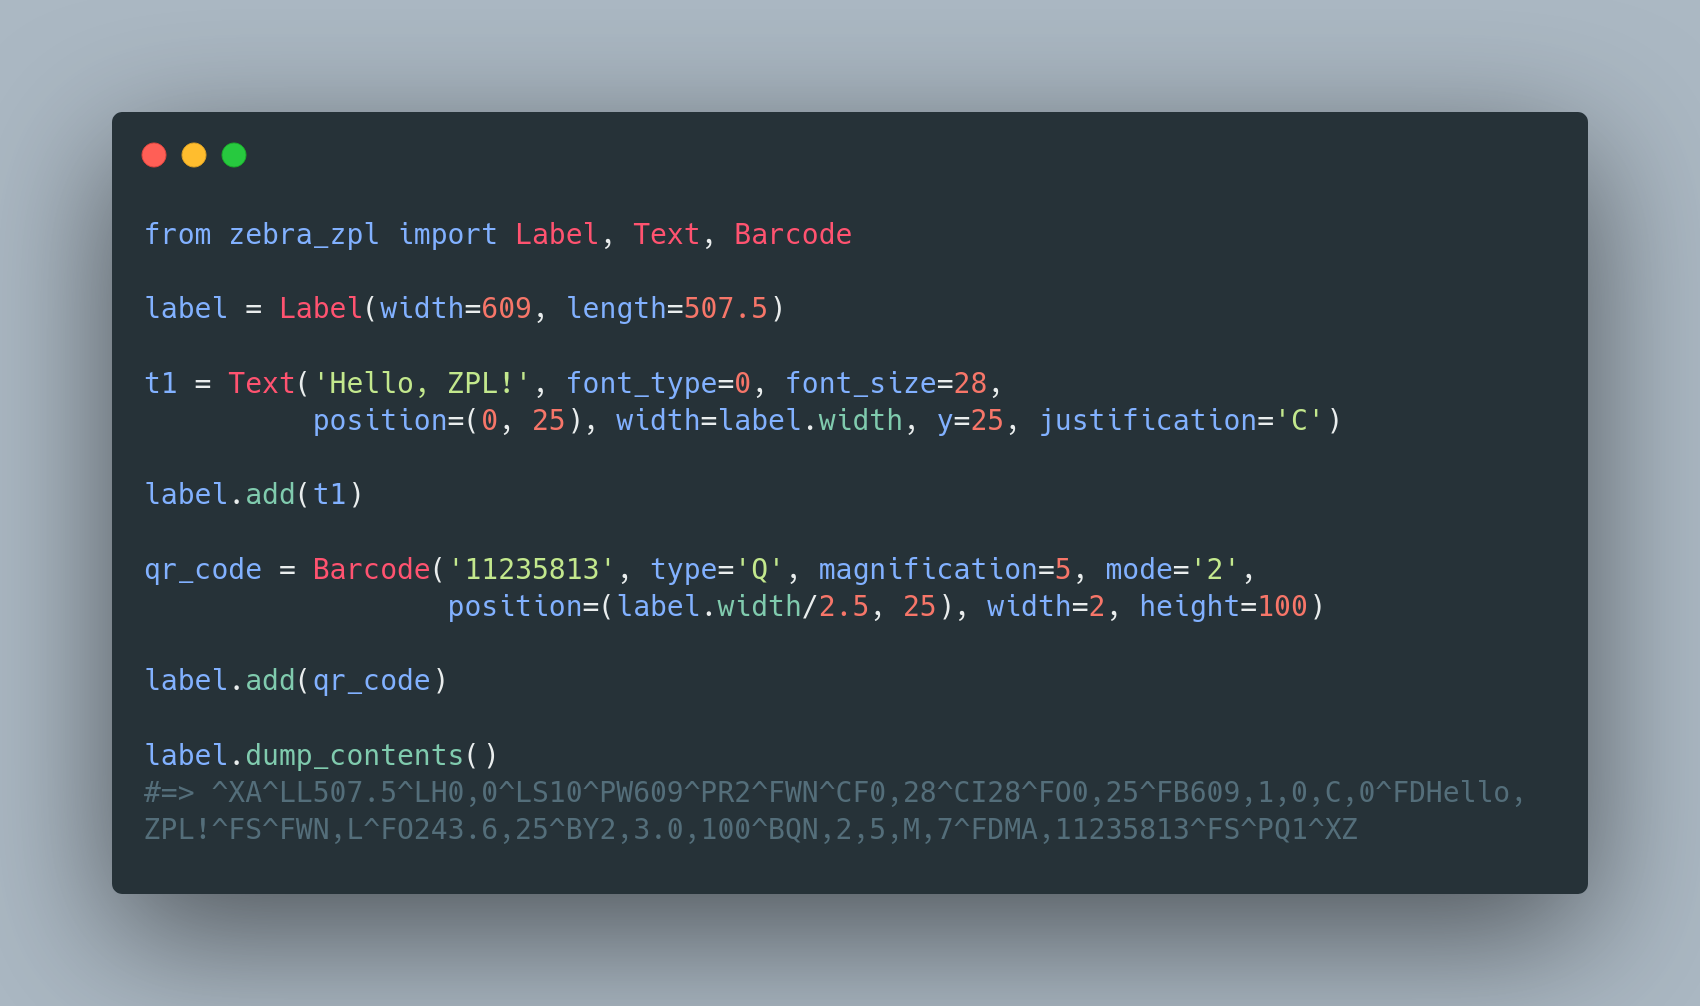 from zebra_zpl import Label, Text, Barcode
label = Label(width=609, length=507.5)
t1 = Text('Hello, ZPL!', font_type=0, font_size=28,
position=(0, 25), width=label.width, y=25, justification='C')
label.add(t1)
qr_code = Barcode('11235813', type='Q', magnification=5, mode='2',
position=(label.width/2.5, 25), width=2, height=100)
label.add(qr_code)
label.dump_contents()
#=> ^XA^LL507.5^LH0,0^LS10^PW609^PR2^FWN^CF0,28^CI28^FO0,25^FB609,1,0,C,0^FDHello,
ZPL!^FS^FWN,L^FO243.6,25^BY2,3.0,100^BQN,2,5,M,7^FDMA,11235813^FS^PQ1^XZ